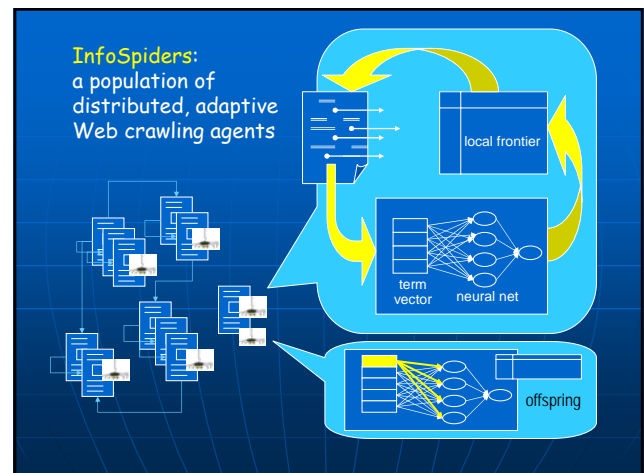 InfoSpiders:
a population of
distributed, adaptive
Web crawling agents
local frontier
term
vector
neural net
offspring